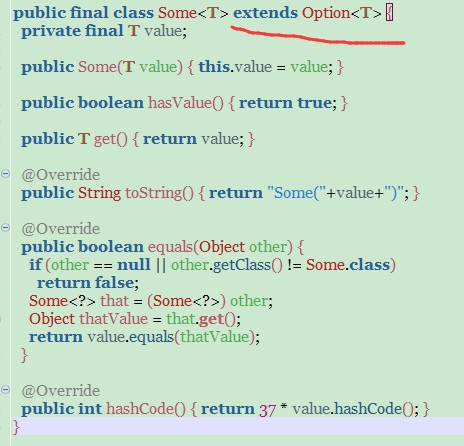 public final class Some<T> extends Option<T> {
private final T value;
public Some(T value) { this.value = value; }
public boolean hasValue() { return true; }
public T get() { return value; }
@Override
public String toString() { return "Some("+value+")"; }
@Override
public boolean equals(Object other) {
if (other == null || other.getClass() != Some.class)
return false;
Some<?> that = (Some<?>) other;
Object thatValue = that.get();
return value.equals(thatValue);
}
@Override
public int hashCode() { return 37 * value.hashCode(); }
}